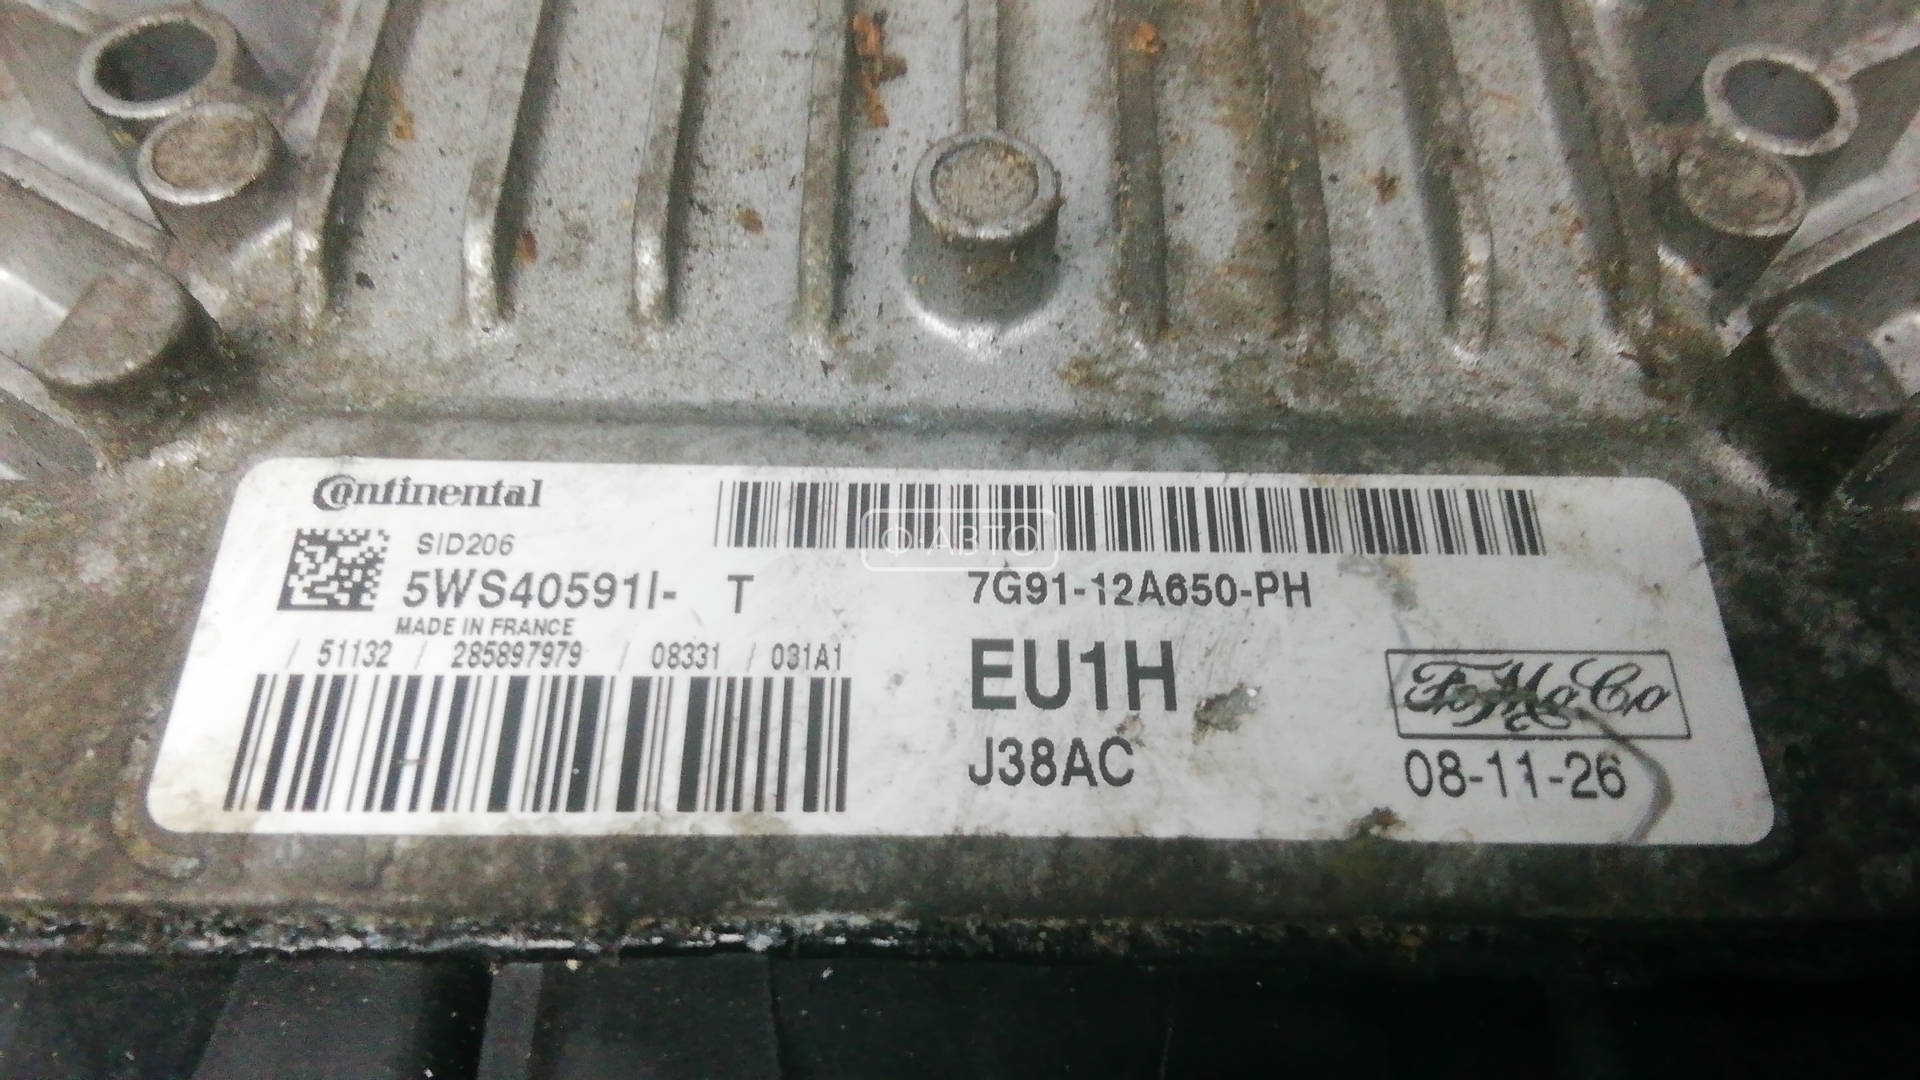 Continental
SID206
5WS40591I- T
MADE IN FRANCE
/ 51132 / 285897979 / 08331 / 031A1
Ф-АВТО
7G91-12A650-PH
EU1H
J38AC
FoMoCo
08-11-26